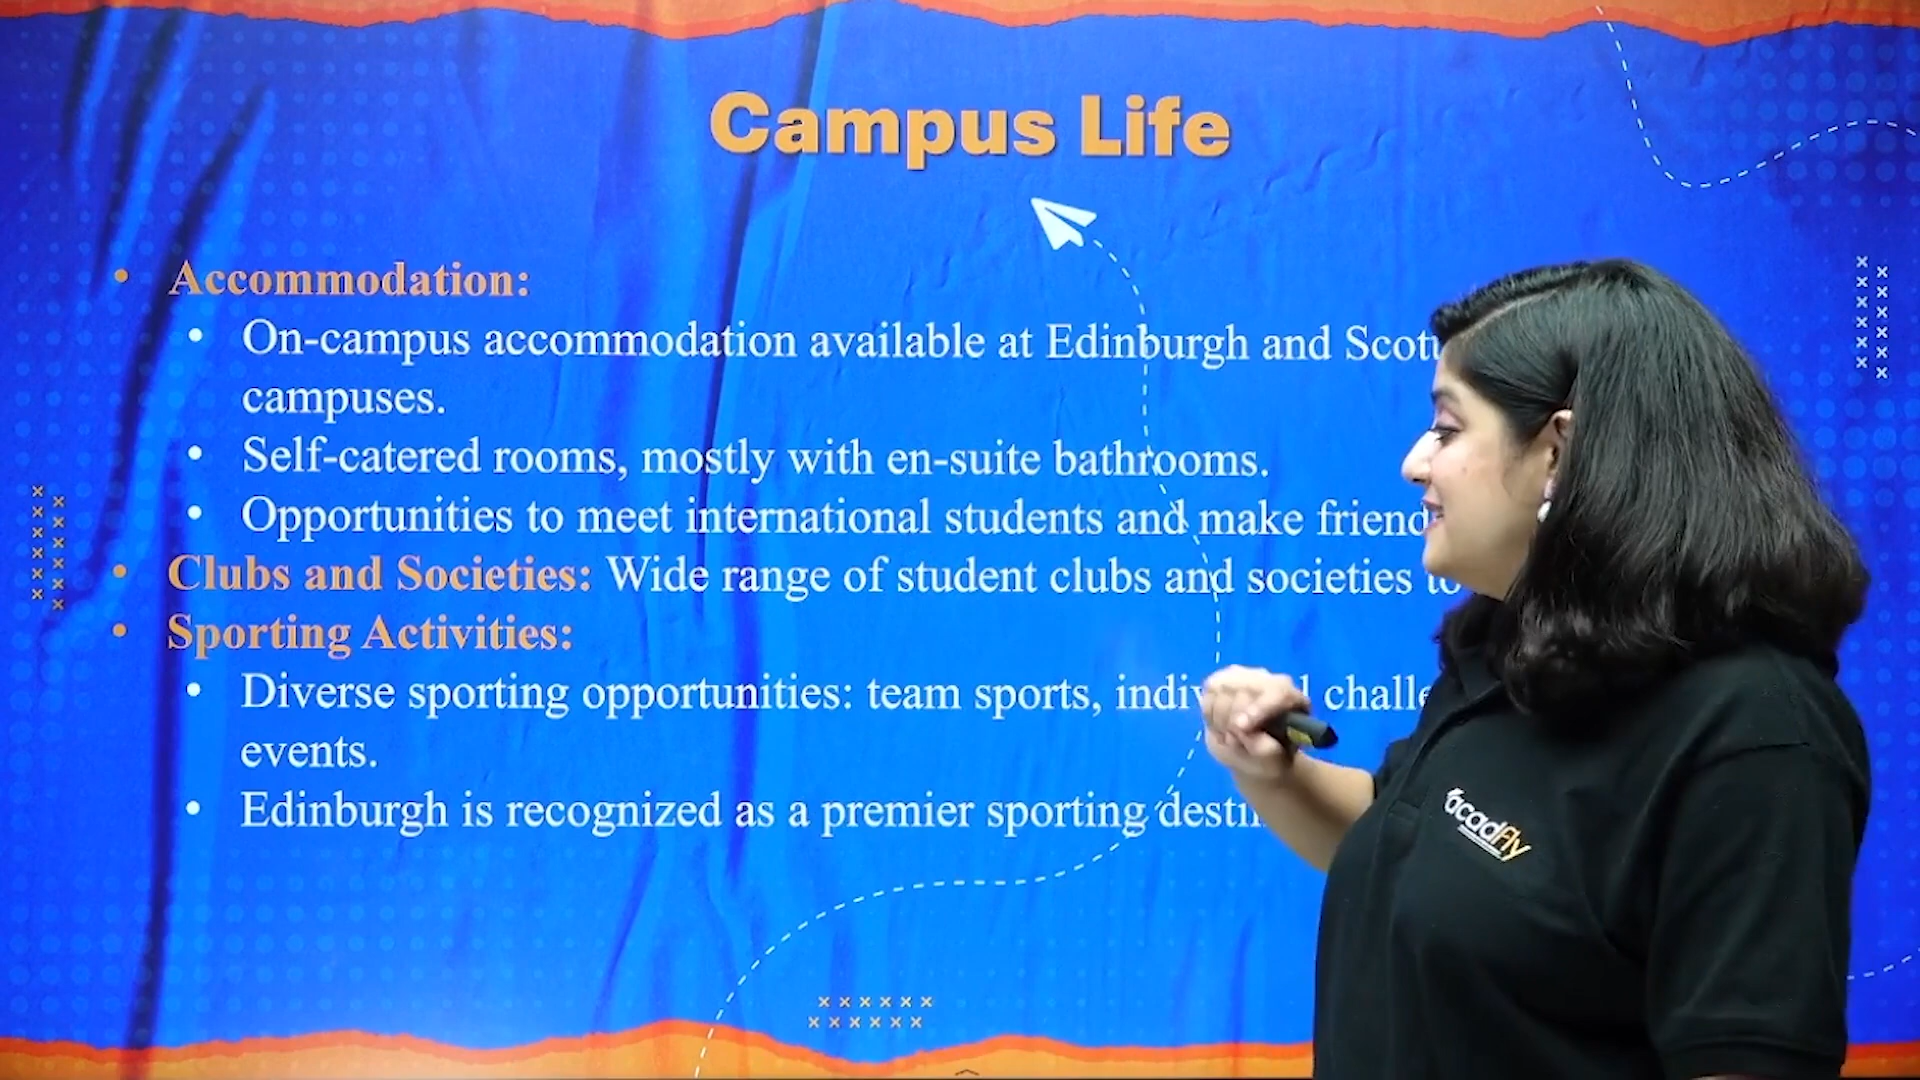 Campus Life
• Accommodation:
• On-campus accommodation available at Edinburgh and
campuses.
• Self-catered rooms, mostly with en-suite bathrooms.
• Opportunities to meet international students and make
• Clubs and Societies: Wide range of student clubs and societies to
• Sporting Activities:
• Diverse sporting opportunities: team sports,
events.
• Edinburgh is recognized as a premier sporting
acadfly